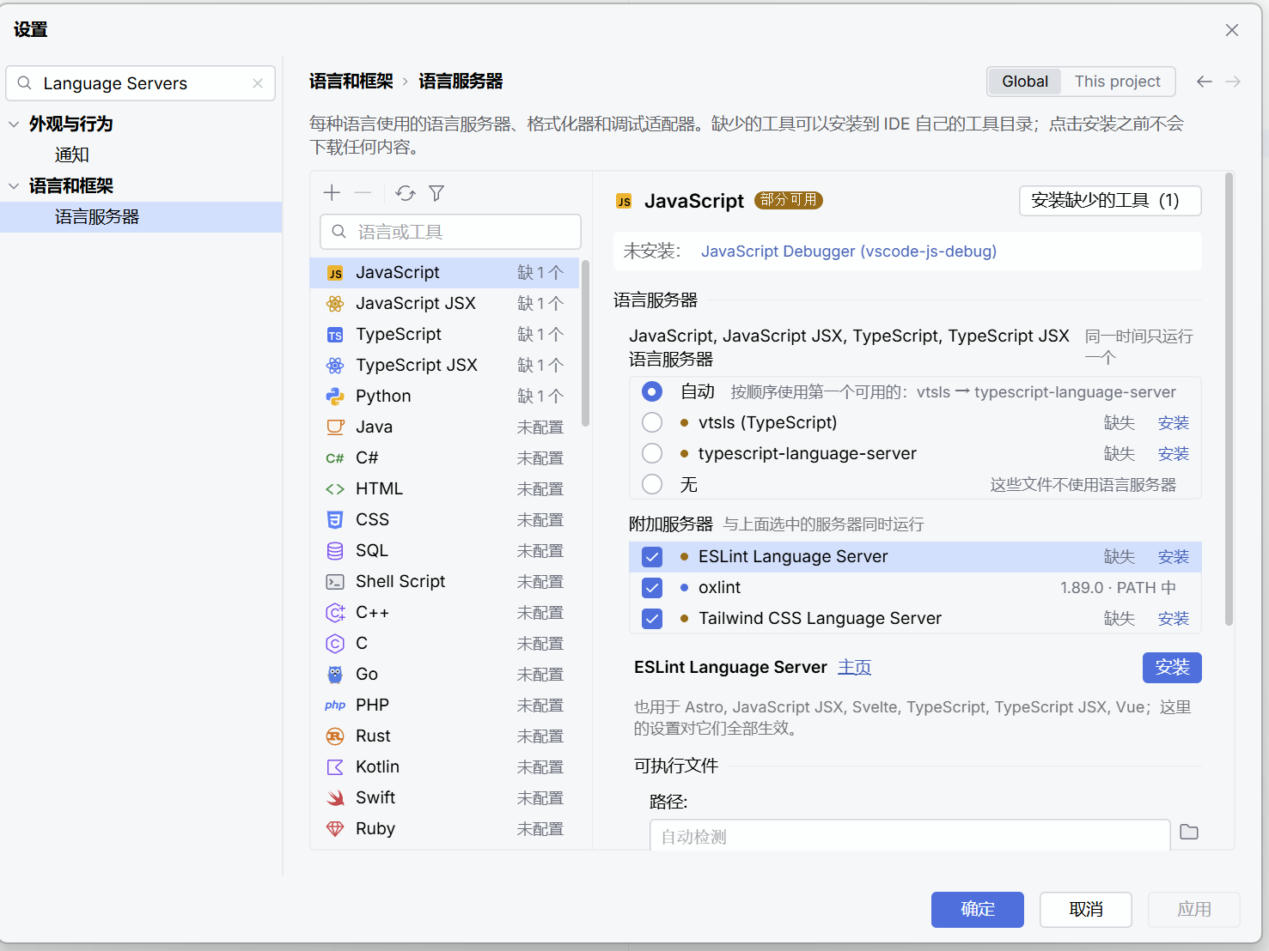 设置
Language Servers
外观与行为
通知
语言和框架
语言服务器
语言和框架 › 语言服务器
Global This project
每种语言使用的语言服务器、格式化器和调试适配器。缺少的工具可以安装到 IDE 自己的工具目录；点击安装之前不会
下载任何内容。
语言或工具
JavaScript 缺 1 个
JavaScript JSX 缺 1 个
TypeScript 缺 1 个
TypeScript JSX 缺 1 个
Python 缺 1 个
Java 未配置
C# 未配置
HTML 未配置
CSS 未配置
SQL 未配置
Shell Script 未配置
C++ 未配置
C 未配置
Go 未配置
PHP 未配置
Rust 未配置
Kotlin 未配置
Swift 未配置
Ruby 未配置
JavaScript 部分可用 安装缺少的工具 (1)
未安装： JavaScript Debugger (vscode-js-debug)
语言服务器
JavaScript, JavaScript JSX, TypeScript, TypeScript JSX 同一时间只运行
语言服务器 一个
自动 按顺序使用第一个可用的：vtsls → typescript-language-server
vtsls (TypeScript) 缺失 安装
typescript-language-server 缺失 安装
无 这些文件不使用语言服务器
附加服务器 与上面选中的服务器同时运行
ESLint Language Server 缺失 安装
oxlint 1.89.0 · PATH 中
Tailwind CSS Language Server 缺失 安装
ESLint Language Server 主页 安装
也用于 Astro, JavaScript JSX, Svelte, TypeScript, TypeScript JSX, Vue；这里
的设置对它们全部生效。
可执行文件
路径:
自动检测
确定 取消 应用